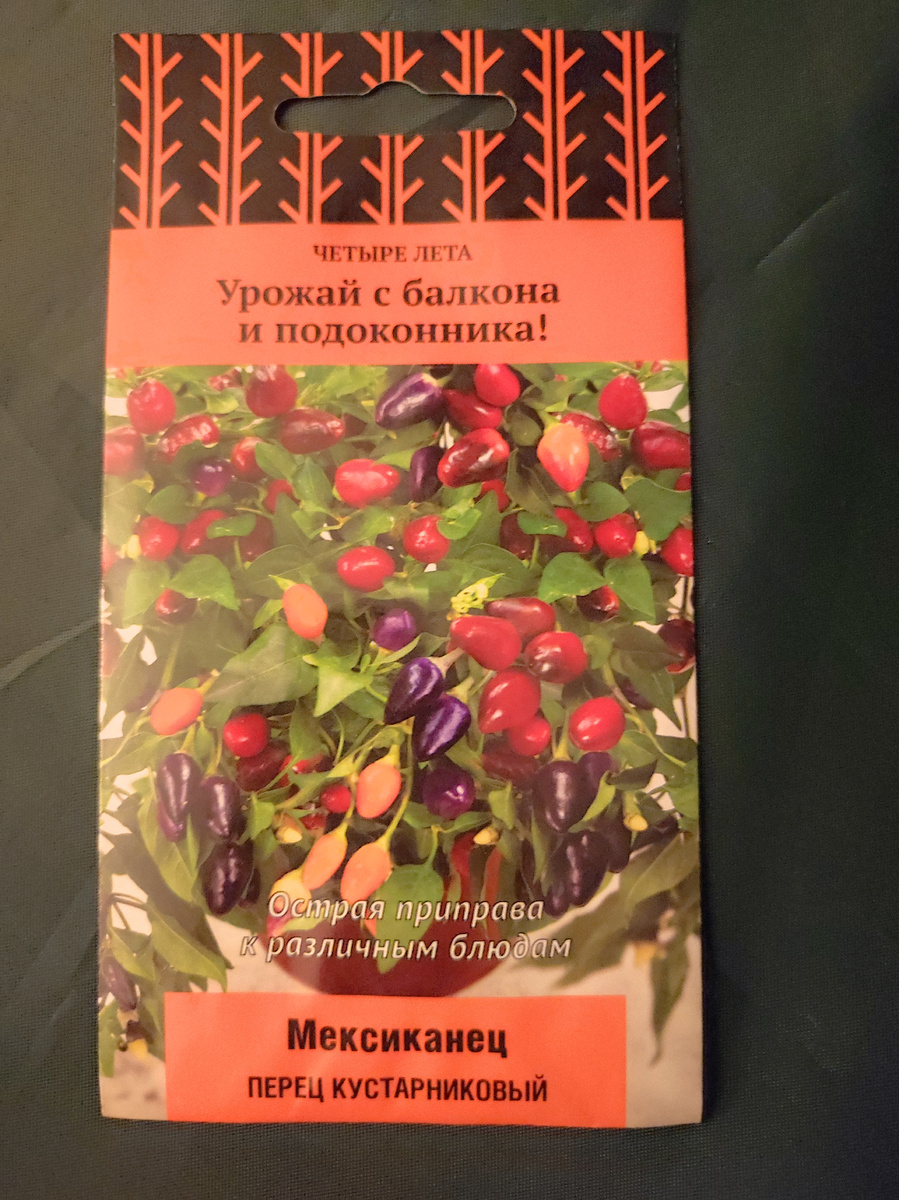 ЧЕТЫРЕ ЛЕТА
Урожай с балкона
и подоконника!
Острая приправа
к различным блюдам
Мексиканец
ПЕРЕЦ КУСТАРНИКОВЫЙ